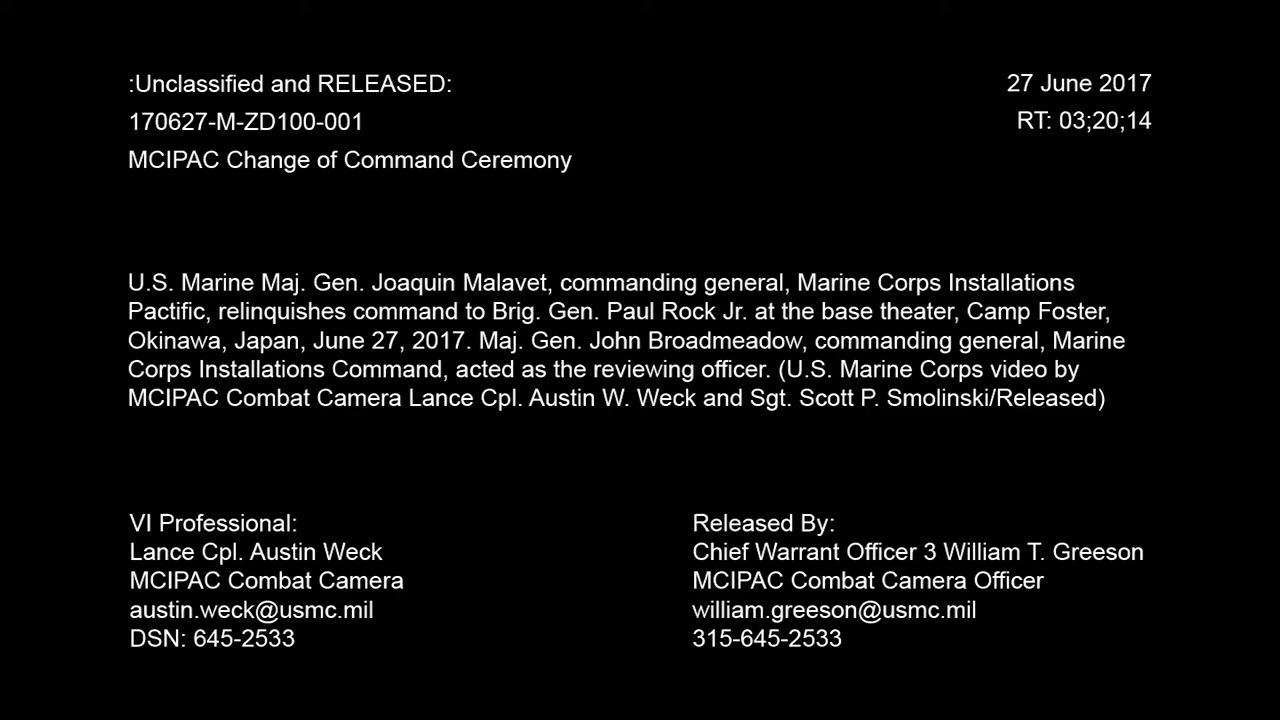 :Unclassified and RELEASED:
27 June 2017
170627-M-ZD100-001
RT: 03;20;14
MCIPAC Change of Command Ceremony
U.S. Marine Maj. Gen. Joaquin Malavet, commanding general, Marine Corps Installations
Pactific, relinquishes command to Brig. Gen. Paul Rock Jr. at the base theater, Camp Foster,
Okinawa, Japan, June 27, 2017. Maj. Gen. John Broadmeadow, commanding general, Marine
Corps Installations Command, acted as the reviewing officer. (U.S. Marine Corps video by
MCIPAC Combat Camera Lance Cpl. Austin W. Weck and Sgt. Scott P. Smolinski/Released)
VI Professional:
Lance Cpl. Austin Weck
MCIPAC Combat Camera
austin.weck@usmc.mil
DSN: 645-2533
Released By:
Chief Warrant Officer 3 William T. Greeson
MCIPAC Combat Camera Officer
william.greeson@usmc.mil
315-645-2533